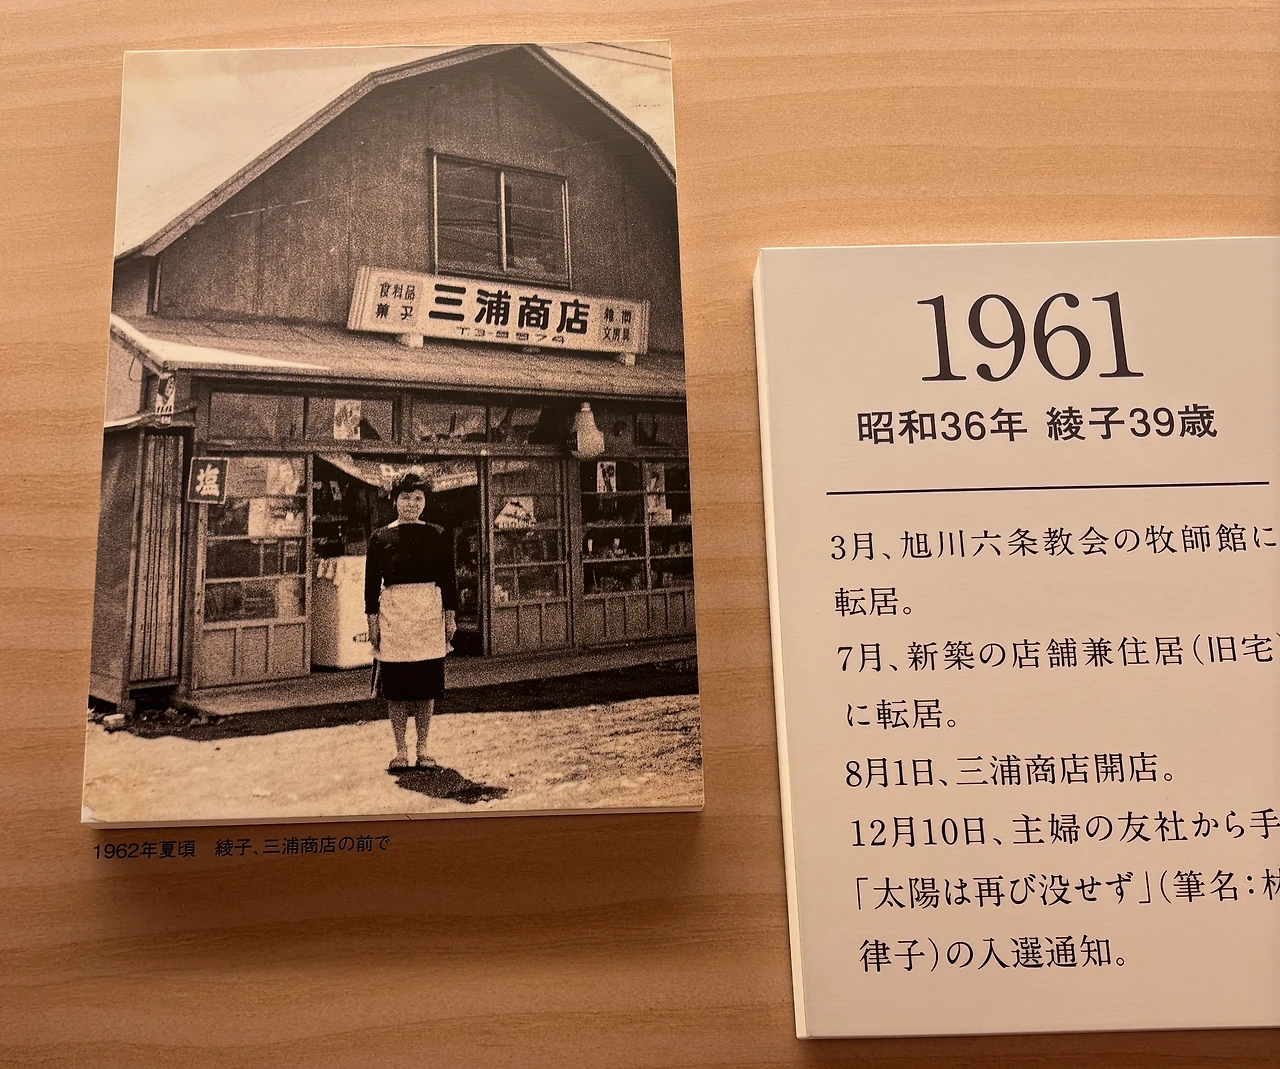 食料品
菓子
三浦商店
雑
文房具
塩
1962年夏頃 綾子、三浦商店の前で
1961
昭和36年 綾子39歳
3月、旭川六条教会の牧師館に
転居。
7月、新築の店舗兼住居(旧宅)
に転居。
8月1日、三浦商店開店。
12月10日、主婦の友社から手
「太陽は再び没せず」(筆名:林
律子)の入選通知。